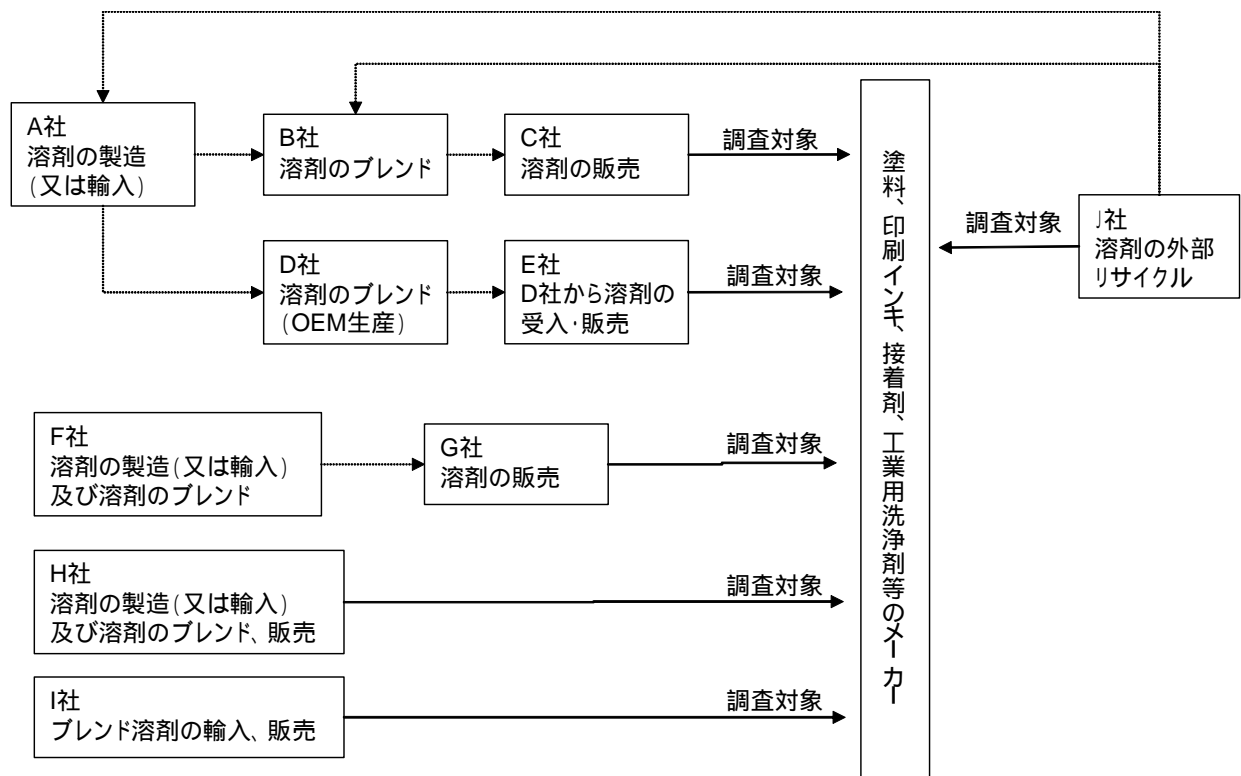 A社
溶剤の製造
(又は輸入)
B社
溶剤のブレンド
C社
溶剤の販売
調査対象
D社
溶剤のブレンド
(OEM生産)
E社
D社から溶剤の
受入・販売
調査対象
F社
溶剤の製造(又は輸入)
及び溶剤のブレンド
G社
溶剤の販売
調査対象
H社
溶剤の製造(又は輸入)
及び溶剤のブレンド、販売
調査対象
I社
ブレンド溶剤の輸入、販売
調査対象
塗料、印刷インキ、接着剤、工業用洗浄剤等のメーカー
調査対象
J社
溶剤の外部
リサイクル